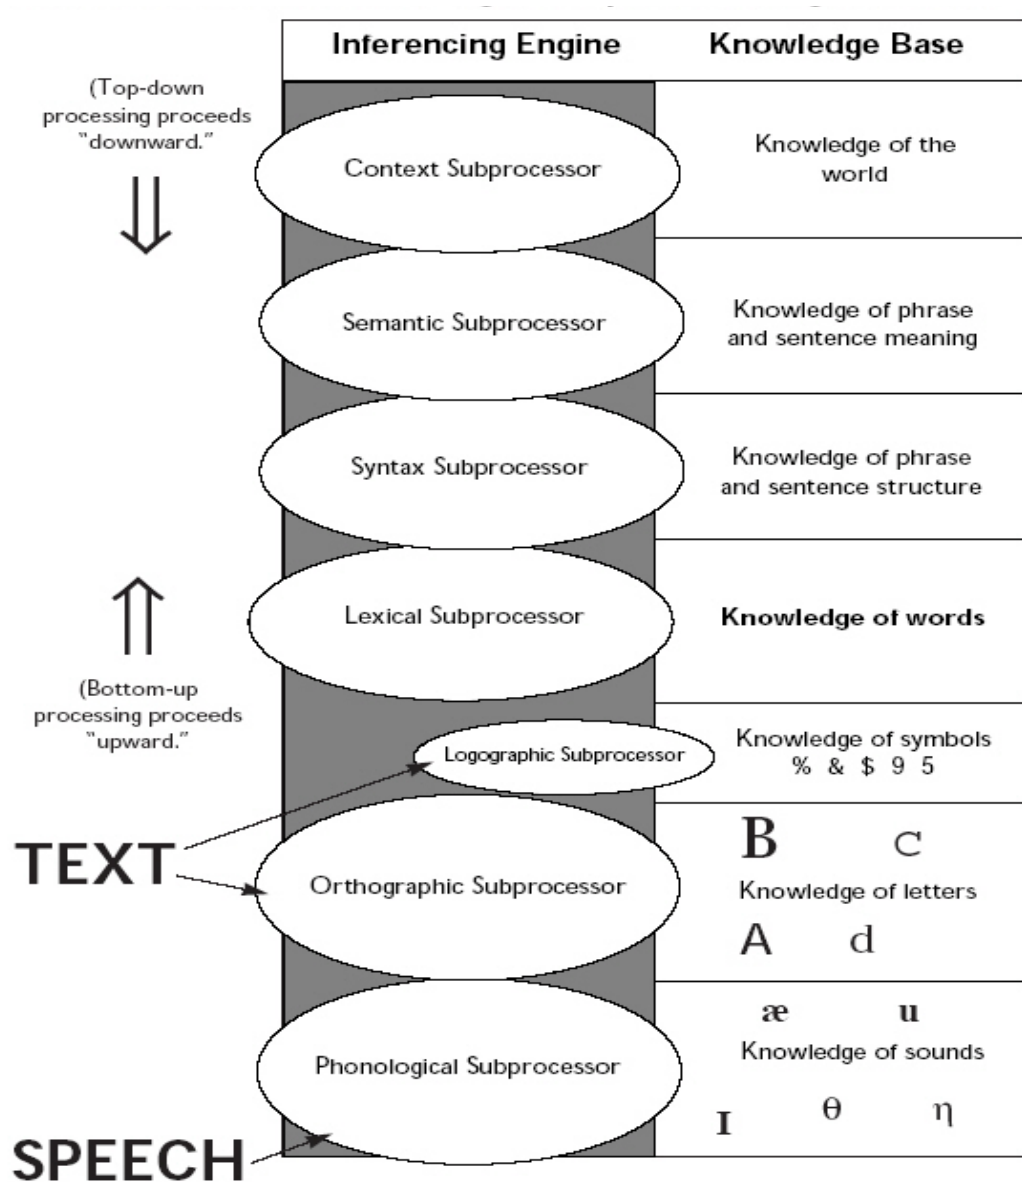 Inferencing Engine
Knowledge Base
(Top-down
processing proceeds
"downward."
Context Subprocessor
Knowledge of the
world
Semantic Subprocessor
Knowledge of phrase
and sentence meaning
Syntax Subprocessor
Knowledge of phrase
and sentence structure
Lexical Subprocessor
Knowledge of words
(Bottom-up
processing proceeds
"upward."
Logographic Subprocessor
Knowledge of symbols
% & $ 9 5
TEXT
Orthographic Subprocessor
B C
Knowledge of letters
A d
Phonological Subprocessor
æ u
Knowledge of sounds
I θ η
SPEECH